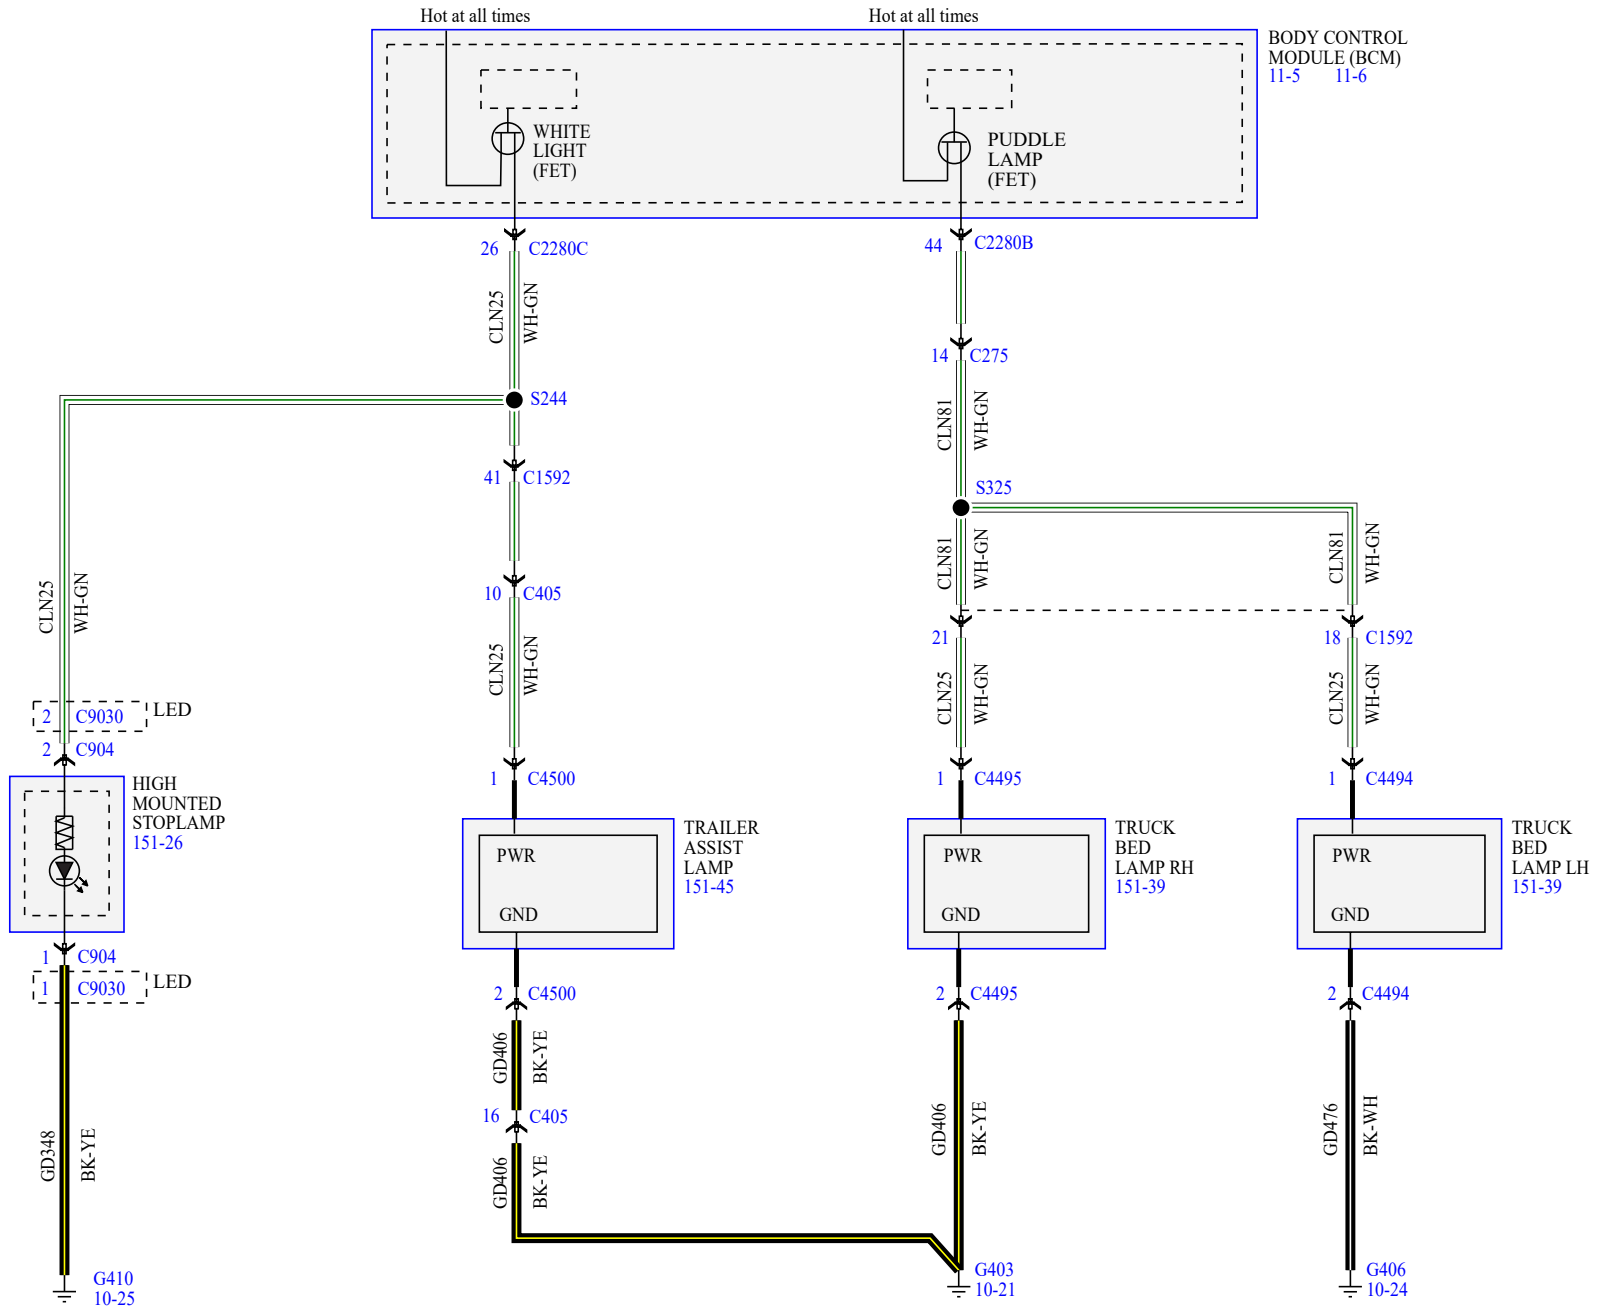 Hot at all times
Hot at all times
BODY CONTROL
MODULE (BCM)
11-5 11-6
WHITE
LIGHT
(FET)
PUDDLE
LAMP
(FET)
26 C2280C
44 C2280B
CLN25
WH-GN
14 C275
S244
CLN81
WH-GN
41 C1592
S325
CLN81
WH-GN
CLN81
WH-GN
CLN25
WH-GN
10 C405
21
18 C1592
CLN25
WH-GN
CLN25
WH-GN
CLN25
WH-GN
2 C9030 LED
2 C904
1 C4500
1 C4495
1 C4494
HIGH
MOUNTED
STOPLAMP
151-26
PWR
GND
TRAILER
ASSIST
LAMP
151-45
PWR
GND
TRUCK
BED
LAMP RH
151-39
PWR
GND
TRUCK
BED
LAMP LH
151-39
1 C904
1 C9030 LED
2 C4500
2 C4495
2 C4494
GD406
BK-YE
16 C405
GD348
BK-YE
GD406
BK-YE
GD406
BK-YE
GD476
BK-WH
G410
10-25
G403
10-21
G406
10-24